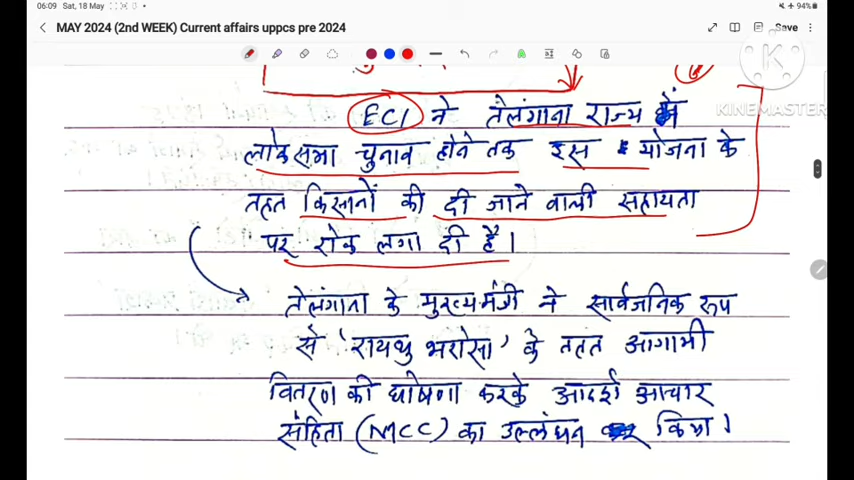 06:09 Sat, 18 May
94%
MAY 2024 (2nd WEEK) Current affairs uppcs pre 2024
Save
KINEMASTER
ECI ने तेलंगाना राज्य में
लोकसभा चुनाव होने तक इस योजना के
तहत किसानों की दी जाने वाली सहायता
पर रोक लगा दी है।
तेलंगाना के मुख्यमंत्री ने सार्वजनिक रूप
से 'रायथु भरोसा' के तहत आगामी
वितरण की घोषणा करके आदर्श आचार
संहिता (MCC) का उल्लंघन किया।